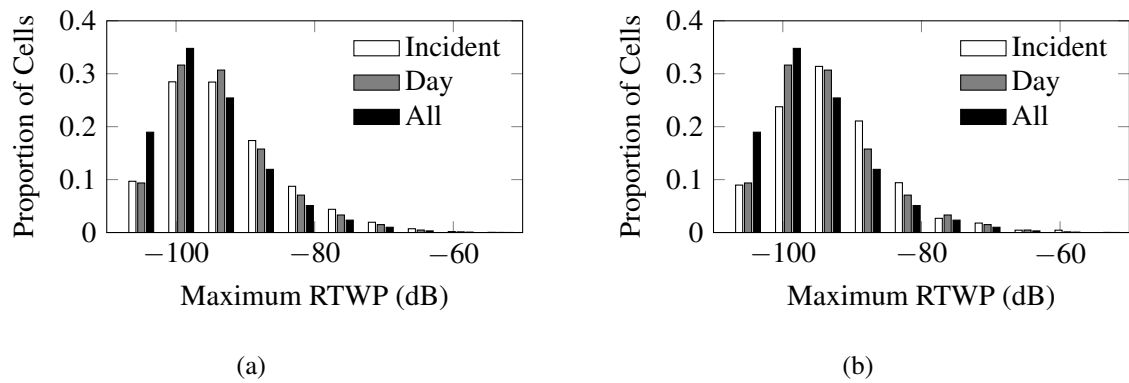 0.4
0.3
0.2
0.1
0
Proportion of Cells
Incident
Day
All
−100 −80 −60
Maximum RTWP (dB)
(a)
0.4
0.3
0.2
0.1
0
Proportion of Cells
Incident
Day
All
−100 −80 −60
Maximum RTWP (dB)
(b)